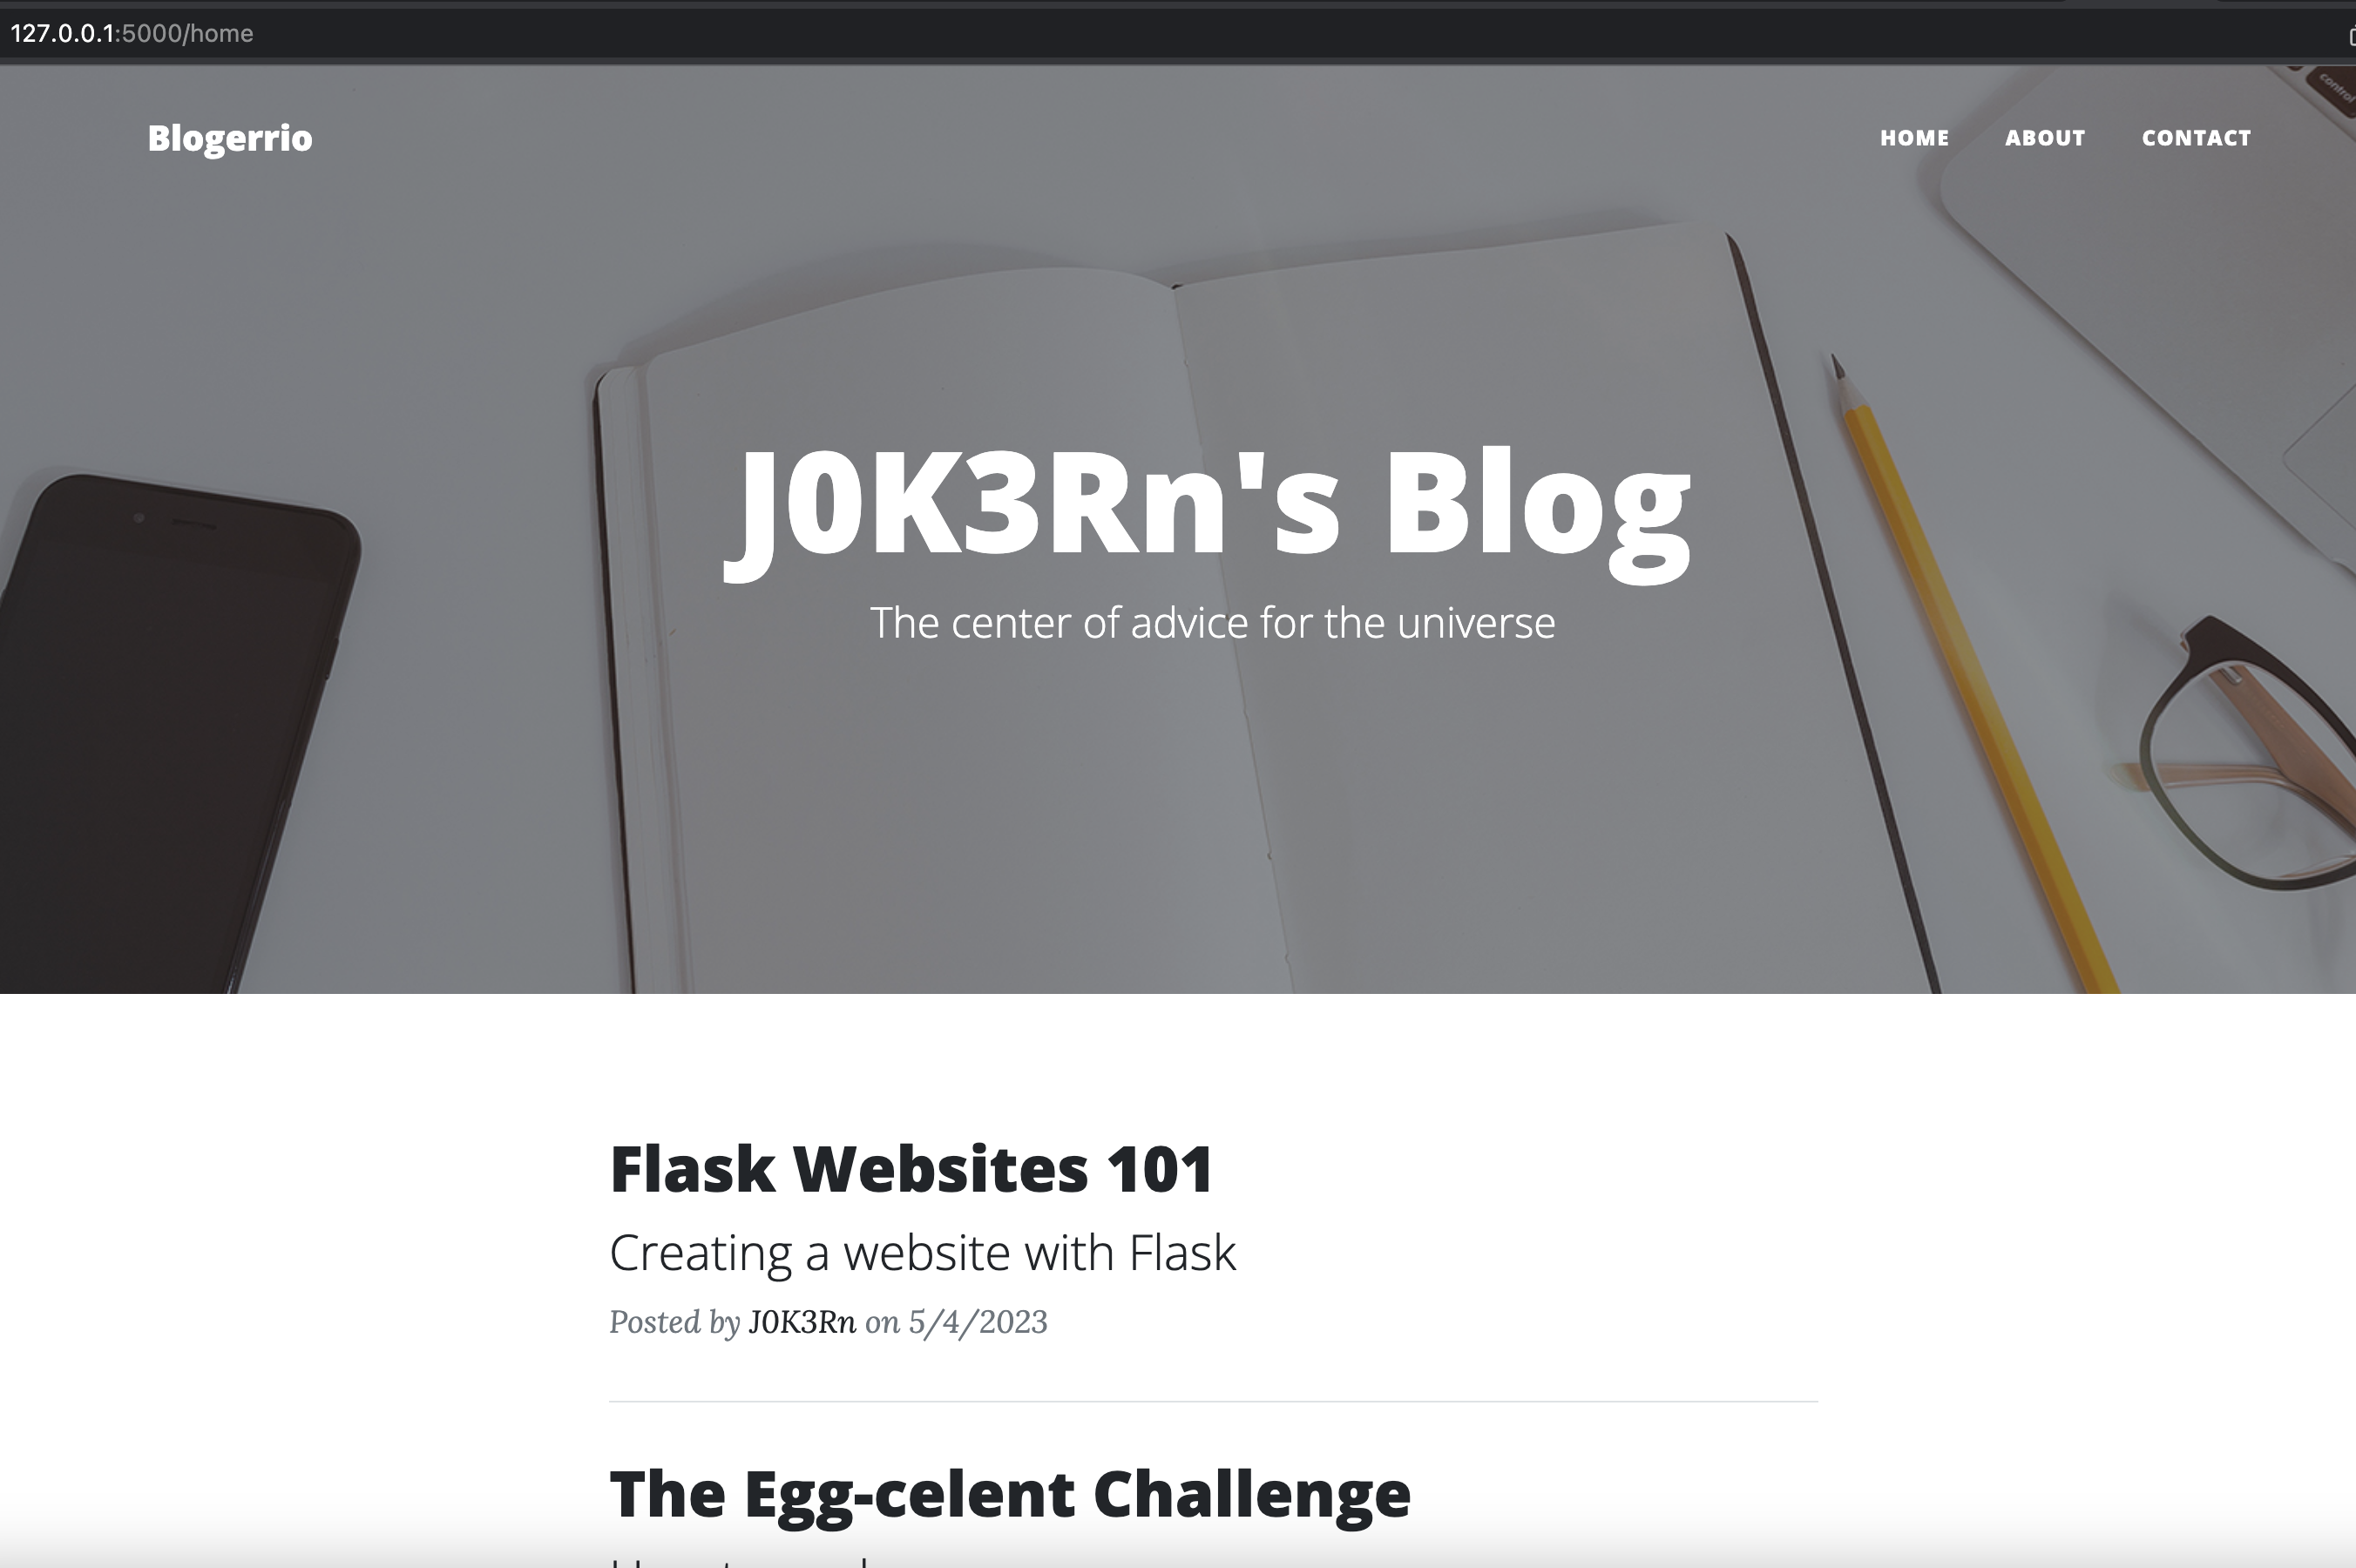 127.0.0.1:5000/home
control
Blogerrio
HOME ABOUT CONTACT
J0K3Rn's Blog
The center of advice for the universe
Flask Websites 101
Creating a website with Flask
Posted by J0K3Rn on 5/4/2023
The Egg-celent Challenge